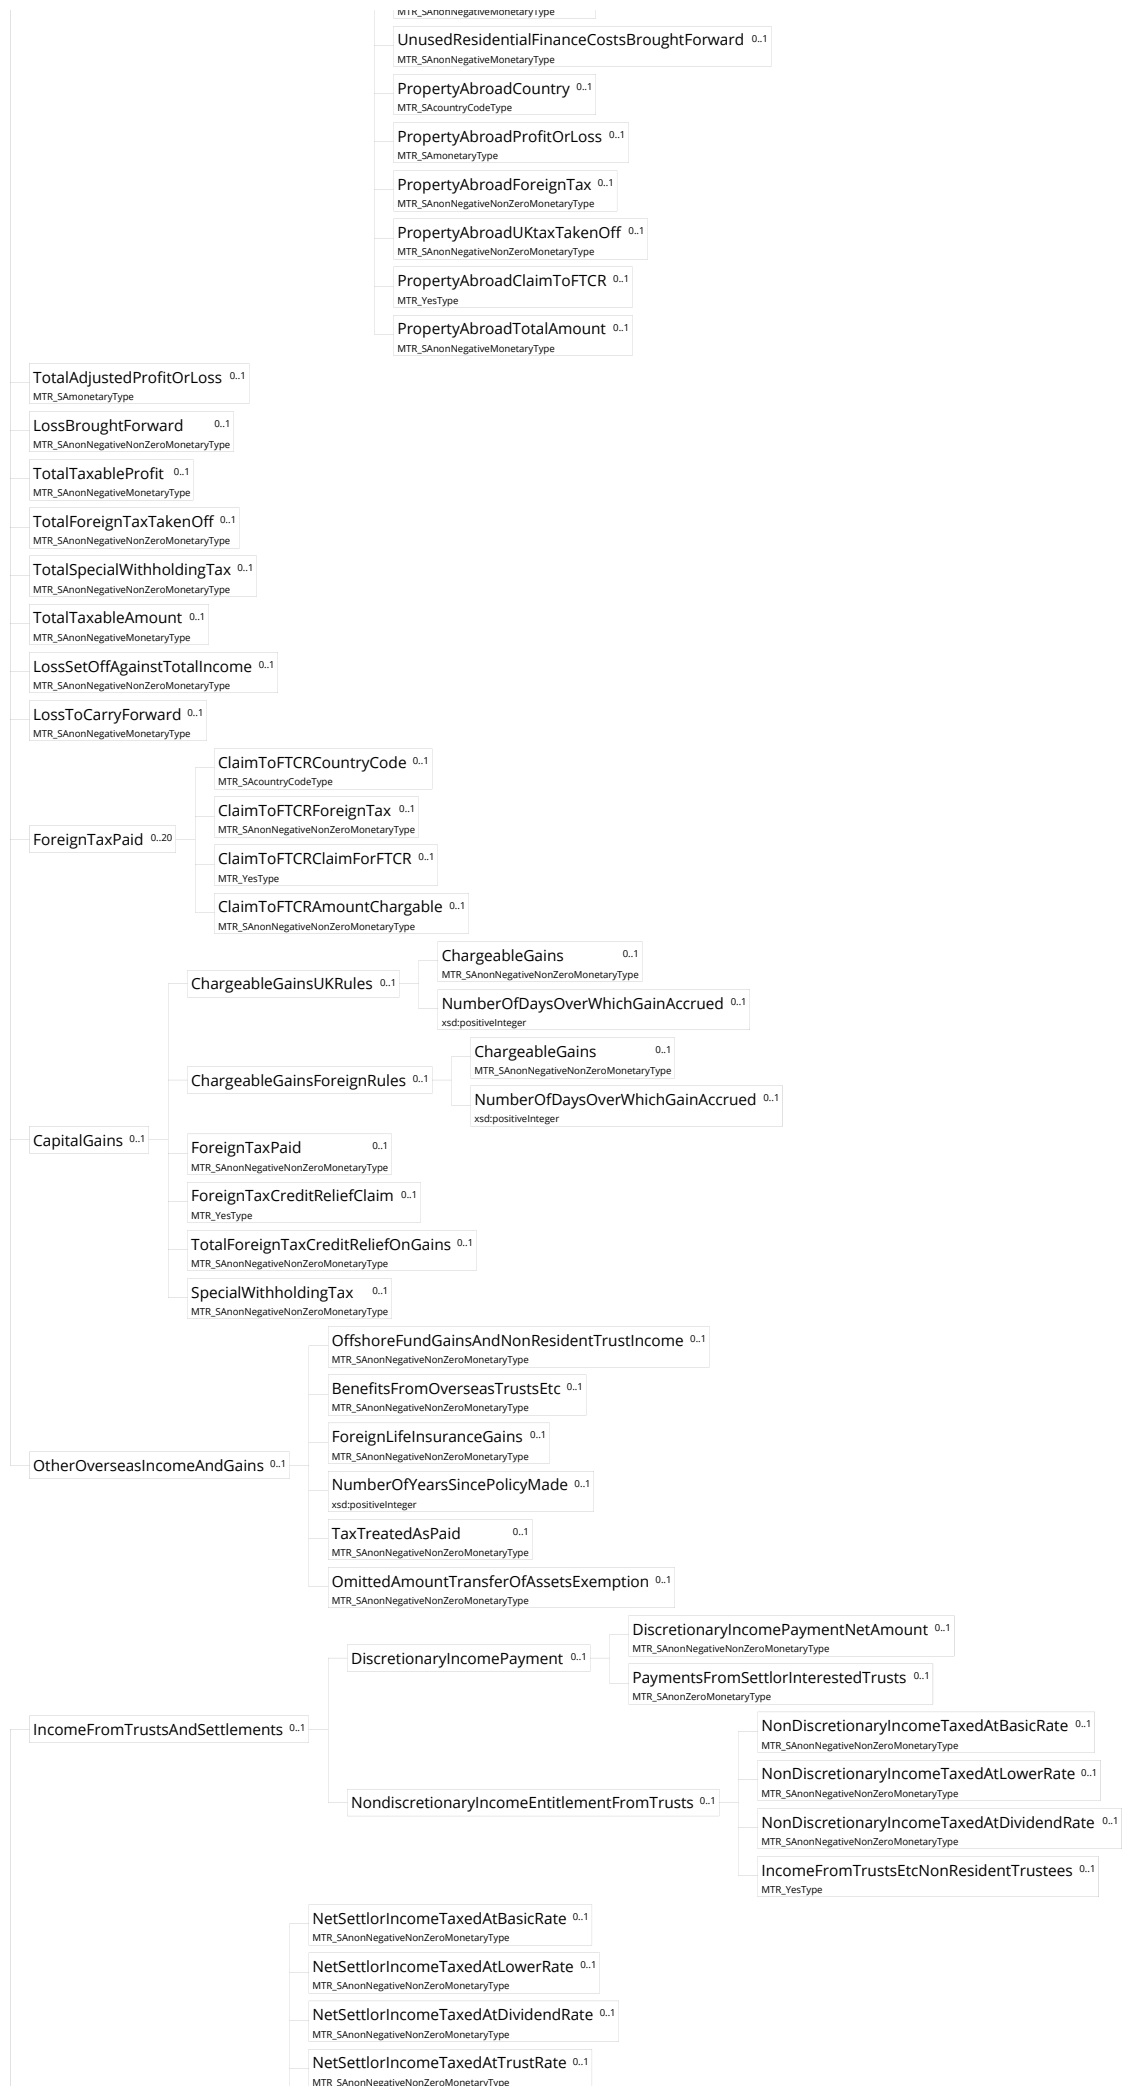 MTR_SAnonNegativeMonetaryType
UnusedResidentialFinanceCostsBroughtForward 0..1
MTR_SAnonNegativeMonetaryType
PropertyAbroadCountry 0..1
MTR_SAcountryCodeType
PropertyAbroadProfitOrLoss 0..1
MTR_SAmonetaryType
PropertyAbroadForeignTax 0..1
MTR_SAnonNegativeNonZeroMonetaryType
PropertyAbroadUKtaxTakenOff 0..1
MTR_SAnonNegativeNonZeroMonetaryType
PropertyAbroadClaimToFTCR 0..1
MTR_YesType
PropertyAbroadTotalAmount 0..1
MTR_SAnonNegativeMonetaryType
TotalAdjustedProfitOrLoss 0..1
MTR_SAmonetaryType
LossBroughtForward 0..1
MTR_SAnonNegativeNonZeroMonetaryType
TotalTaxableProfit 0..1
MTR_SAnonNegativeMonetaryType
TotalForeignTaxTakenOff 0..1
MTR_SAnonNegativeNonZeroMonetaryType
TotalSpecialWithholdingTax 0..1
MTR_SAnonNegativeNonZeroMonetaryType
TotalTaxableAmount 0..1
MTR_SAnonNegativeMonetaryType
LossSetOffAgainstTotalIncome 0..1
MTR_SAnonNegativeNonZeroMonetaryType
LossToCarryForward 0..1
MTR_SAnonNegativeMonetaryType
ForeignTaxPaid 0..20
ClaimToFTCRCountryCode 0..1
MTR_SAcountryCodeType
ClaimToFTCRForeignTax 0..1
MTR_SAnonNegativeNonZeroMonetaryType
ClaimToFTCRClaimForFTCR 0..1
MTR_YesType
ClaimToFTCRAmountChargable 0..1
MTR_SAnonNegativeNonZeroMonetaryType
CapitalGains 0..1
ChargeableGainsUKRules 0..1
ChargeableGains 0..1
MTR_SAnonNegativeNonZeroMonetaryType
NumberOfDaysOverWhichGainAccrued 0..1
xsd:positiveInteger
ChargeableGainsForeignRules 0..1
ChargeableGains 0..1
MTR_SAnonNegativeNonZeroMonetaryType
NumberOfDaysOverWhichGainAccrued 0..1
xsd:positiveInteger
ForeignTaxPaid 0..1
MTR_SAnonNegativeNonZeroMonetaryType
ForeignTaxCreditReliefClaim 0..1
MTR_YesType
TotalForeignTaxCreditReliefOnGains 0..1
MTR_SAnonNegativeNonZeroMonetaryType
SpecialWithholdingTax 0..1
MTR_SAnonNegativeNonZeroMonetaryType
OtherOverseasIncomeAndGains 0..1
OffshoreFundGainsAndNonResidentTrustIncome 0..1
MTR_SAnonNegativeNonZeroMonetaryType
BenefitsFromOverseasTrustsEtc 0..1
MTR_SAnonNegativeNonZeroMonetaryType
ForeignLifeInsuranceGains 0..1
MTR_SAnonNegativeNonZeroMonetaryType
NumberOfYearsSincePolicyMade 0..1
xsd:positiveInteger
TaxTreatedAsPaid 0..1
MTR_SAnonNegativeNonZeroMonetaryType
OmittedAmountTransferOfAssetsExemption 0..1
MTR_SAnonNegativeNonZeroMonetaryType
IncomeFromTrustsAndSettlements 0..1
DiscretionaryIncomePayment 0..1
DiscretionaryIncomePaymentNetAmount 0..1
MTR_SAnonNegativeNonZeroMonetaryType
PaymentsFromSettlorInterestedTrusts 0..1
MTR_SAnonZeroMonetaryType
NondiscretionaryIncomeEntitlementFromTrusts 0..1
NonDiscretionaryIncomeTaxedAtBasicRate 0..1
MTR_SAnonNegativeNonZeroMonetaryType
NonDiscretionaryIncomeTaxedAtLowerRate 0..1
MTR_SAnonNegativeNonZeroMonetaryType
NonDiscretionaryIncomeTaxedAtDividendRate 0..1
MTR_SAnonNegativeNonZeroMonetaryType
IncomeFromTrustsEtcNonResidentTrustees 0..1
MTR_YesType
NetSettlorIncomeTaxedAtBasicRate 0..1
MTR_SAnonNegativeNonZeroMonetaryType
NetSettlorIncomeTaxedAtLowerRate 0..1
MTR_SAnonNegativeNonZeroMonetaryType
NetSettlorIncomeTaxedAtDividendRate 0..1
MTR_SAnonNegativeNonZeroMonetaryType
NetSettlorIncomeTaxedAtTrustRate 0..1
MTR_SAnonNegativeNonZeroMonetaryType